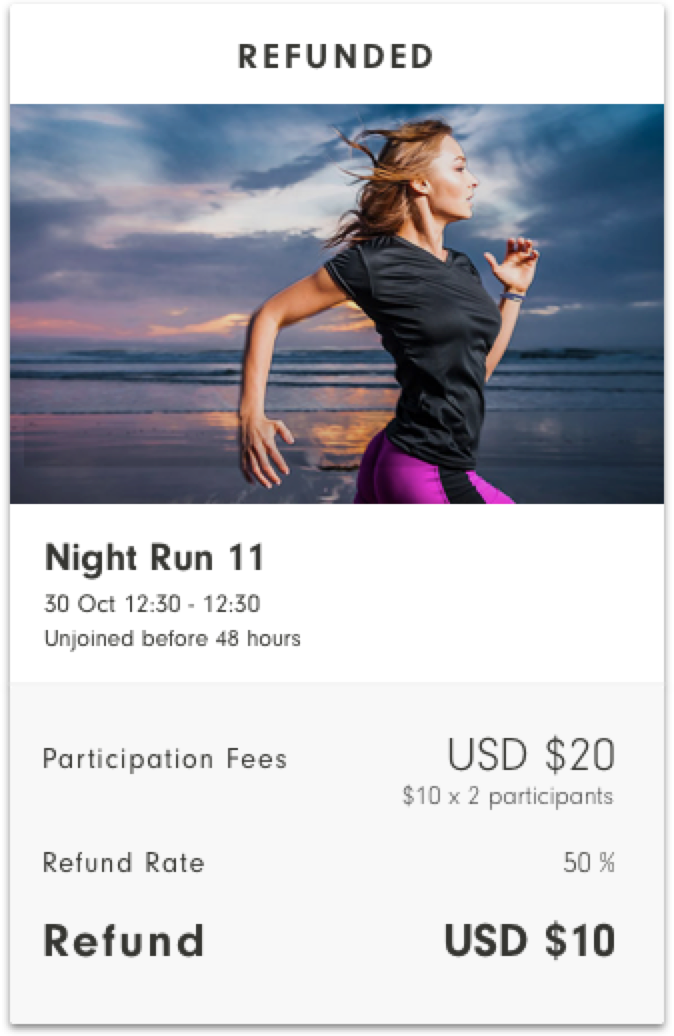 REFUNDED
Night Run 11
30 Oct 12:30 - 12:30
Unjoined before 48 hours
Participation Fees
USD $20
$10 x 2 participants
Refund Rate
50 %
Refund
USD $10